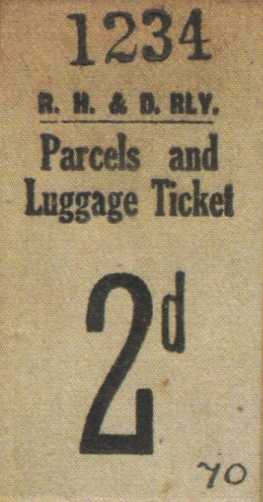 1234
R. H. & D. RLY.
Parcels and
Luggage Ticket
2d
70